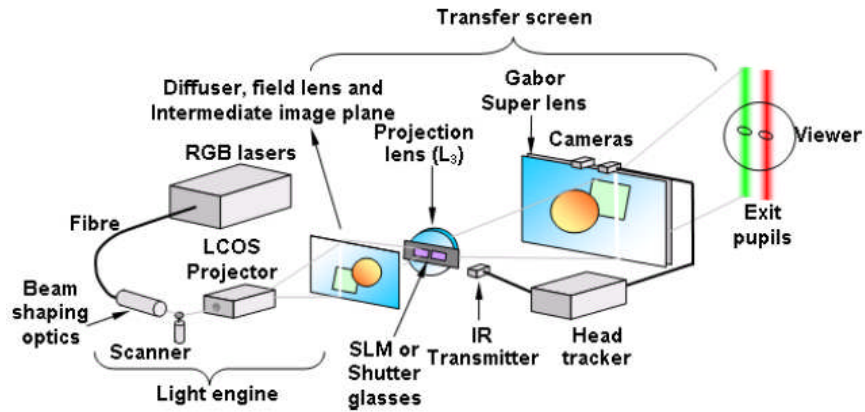 Transfer screen
Diffuser, field lens and
Intermediate image plane
Gabor
Super lens
Projection
lens (L₃)
Cameras
Viewer
RGB lasers
Fibre
LCOS
Projector
Exit
pupils
Beam
shaping
optics
Scanner
SLM or
Shutter
glasses
IR
Transmitter
Head
tracker
Light engine